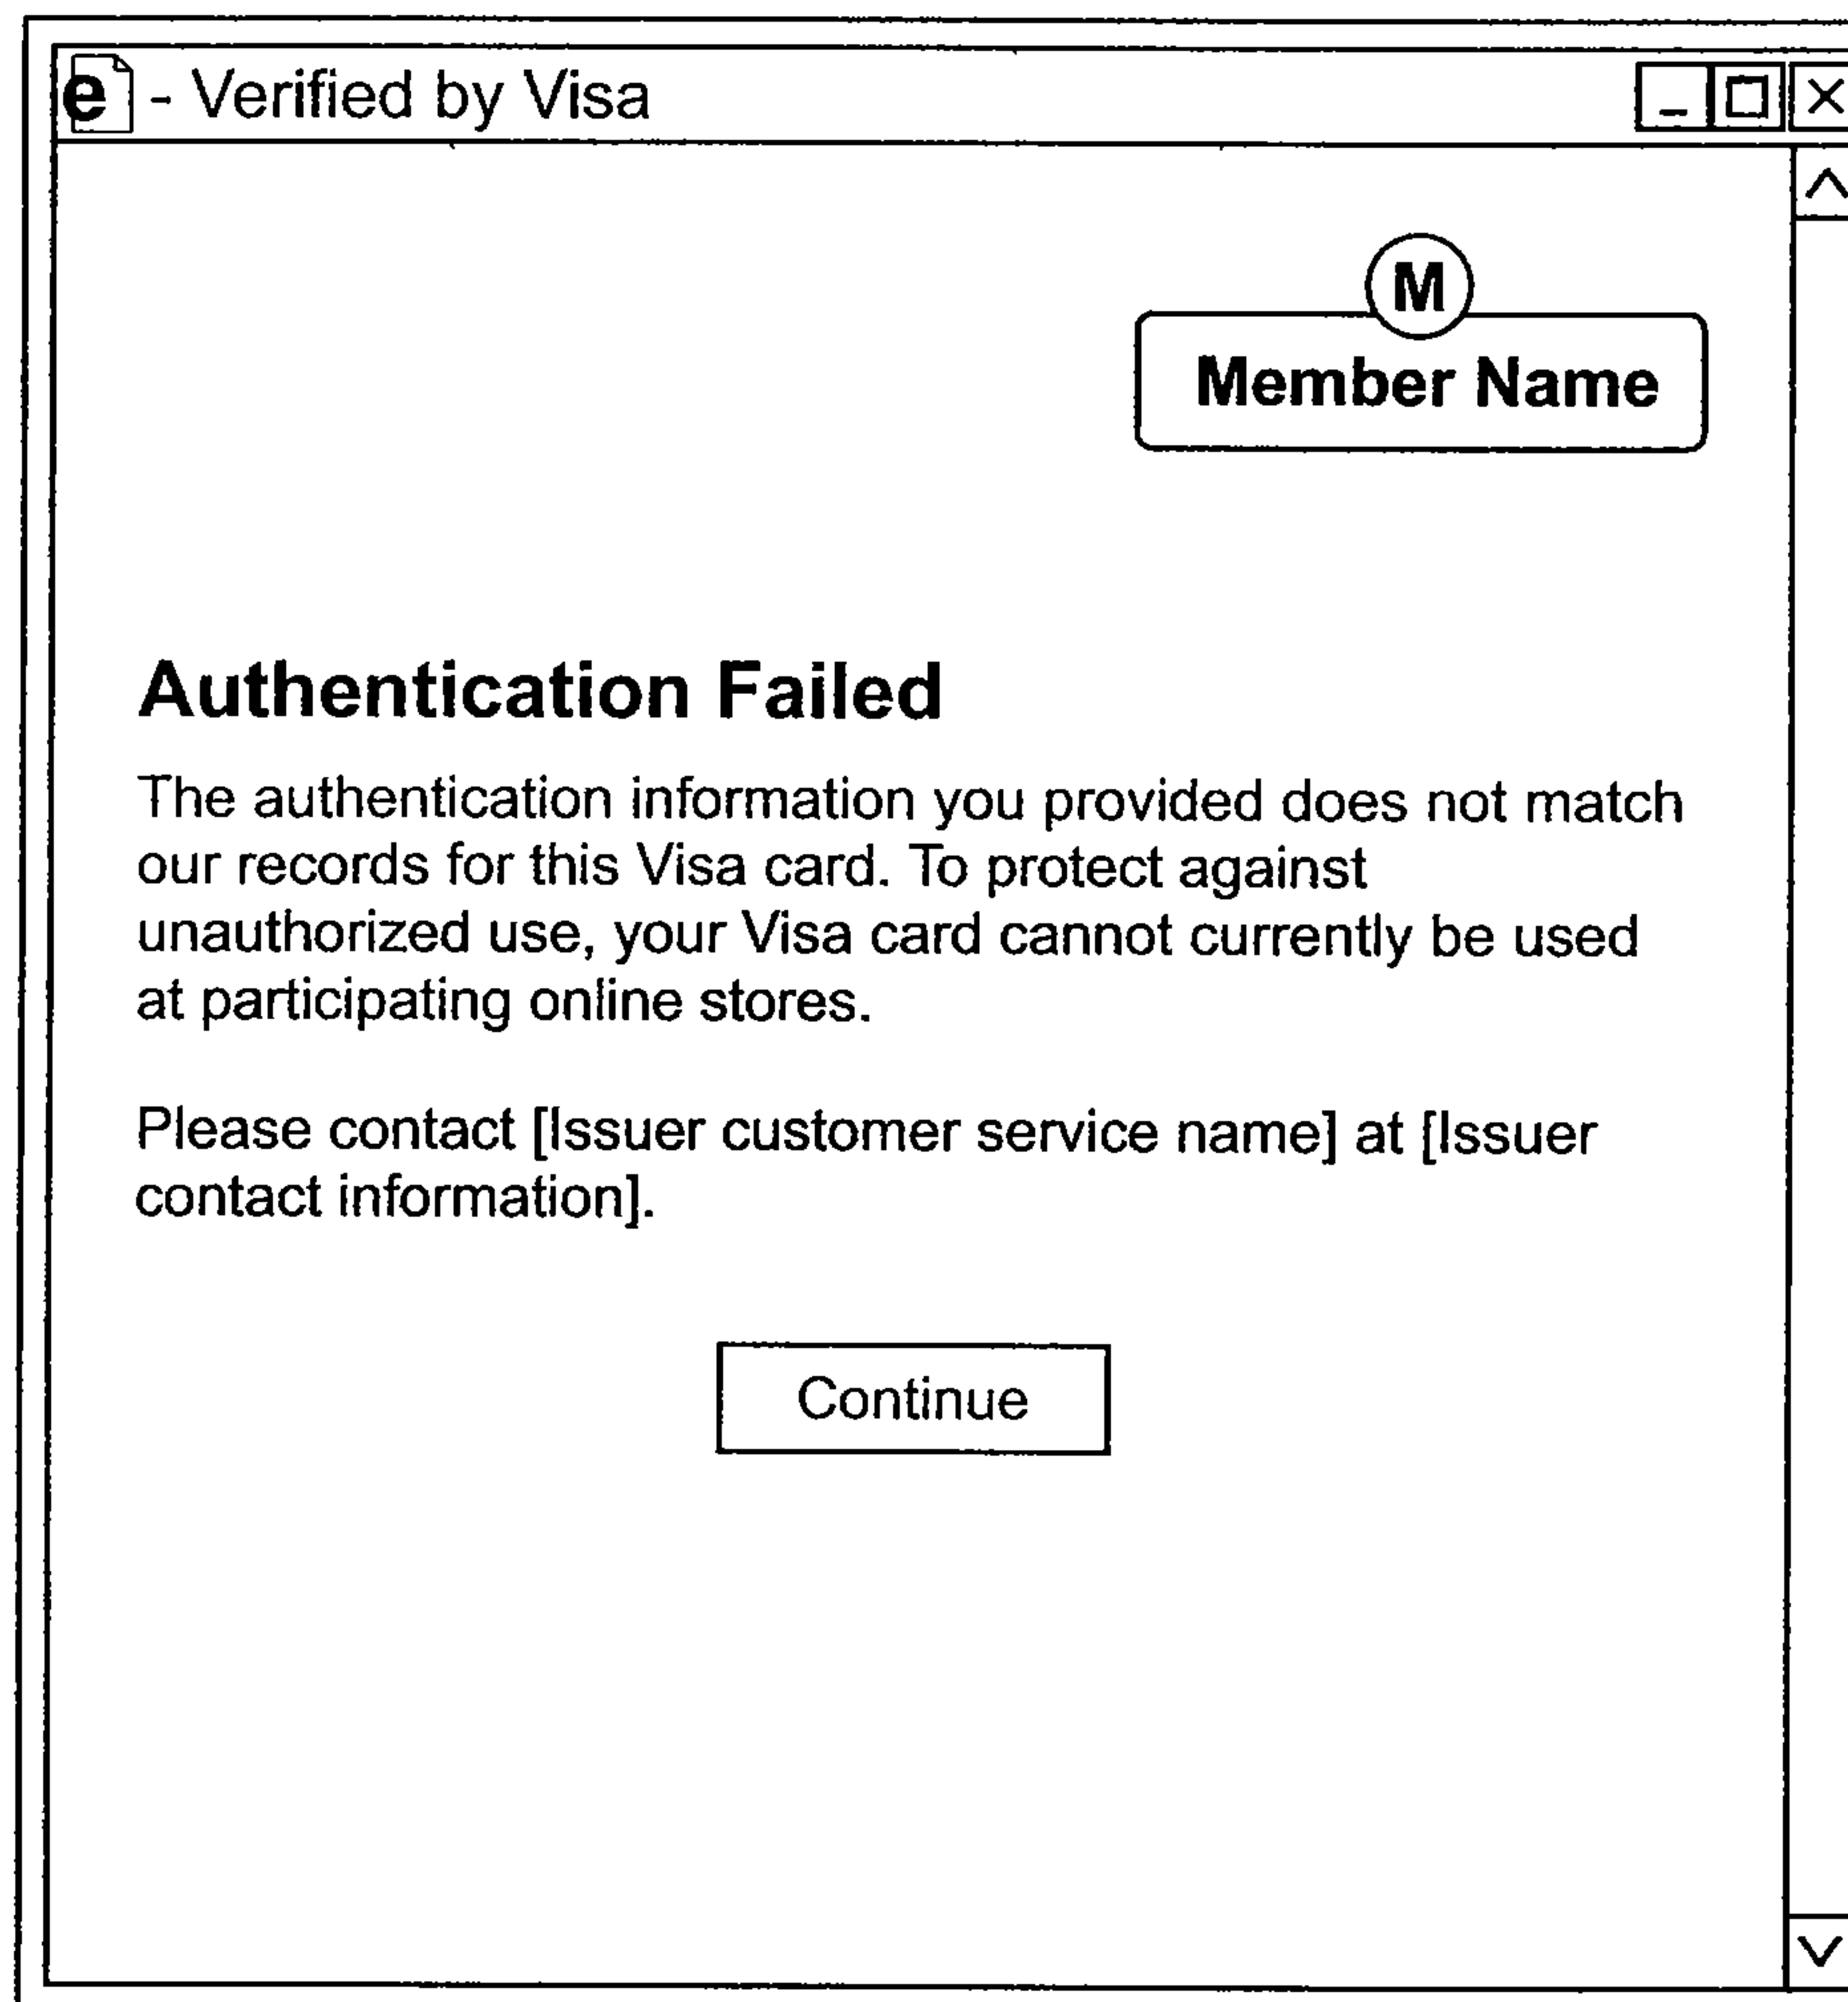 e - Verified by Visa
M
Member Name
Authentication Failed
The authentication information you provided does not match
our records for this Visa card. To protect against
unauthorized use, your Visa card cannot currently be used
at participating online stores.
Please contact [Issuer customer service name] at [Issuer
contact information].
Continue